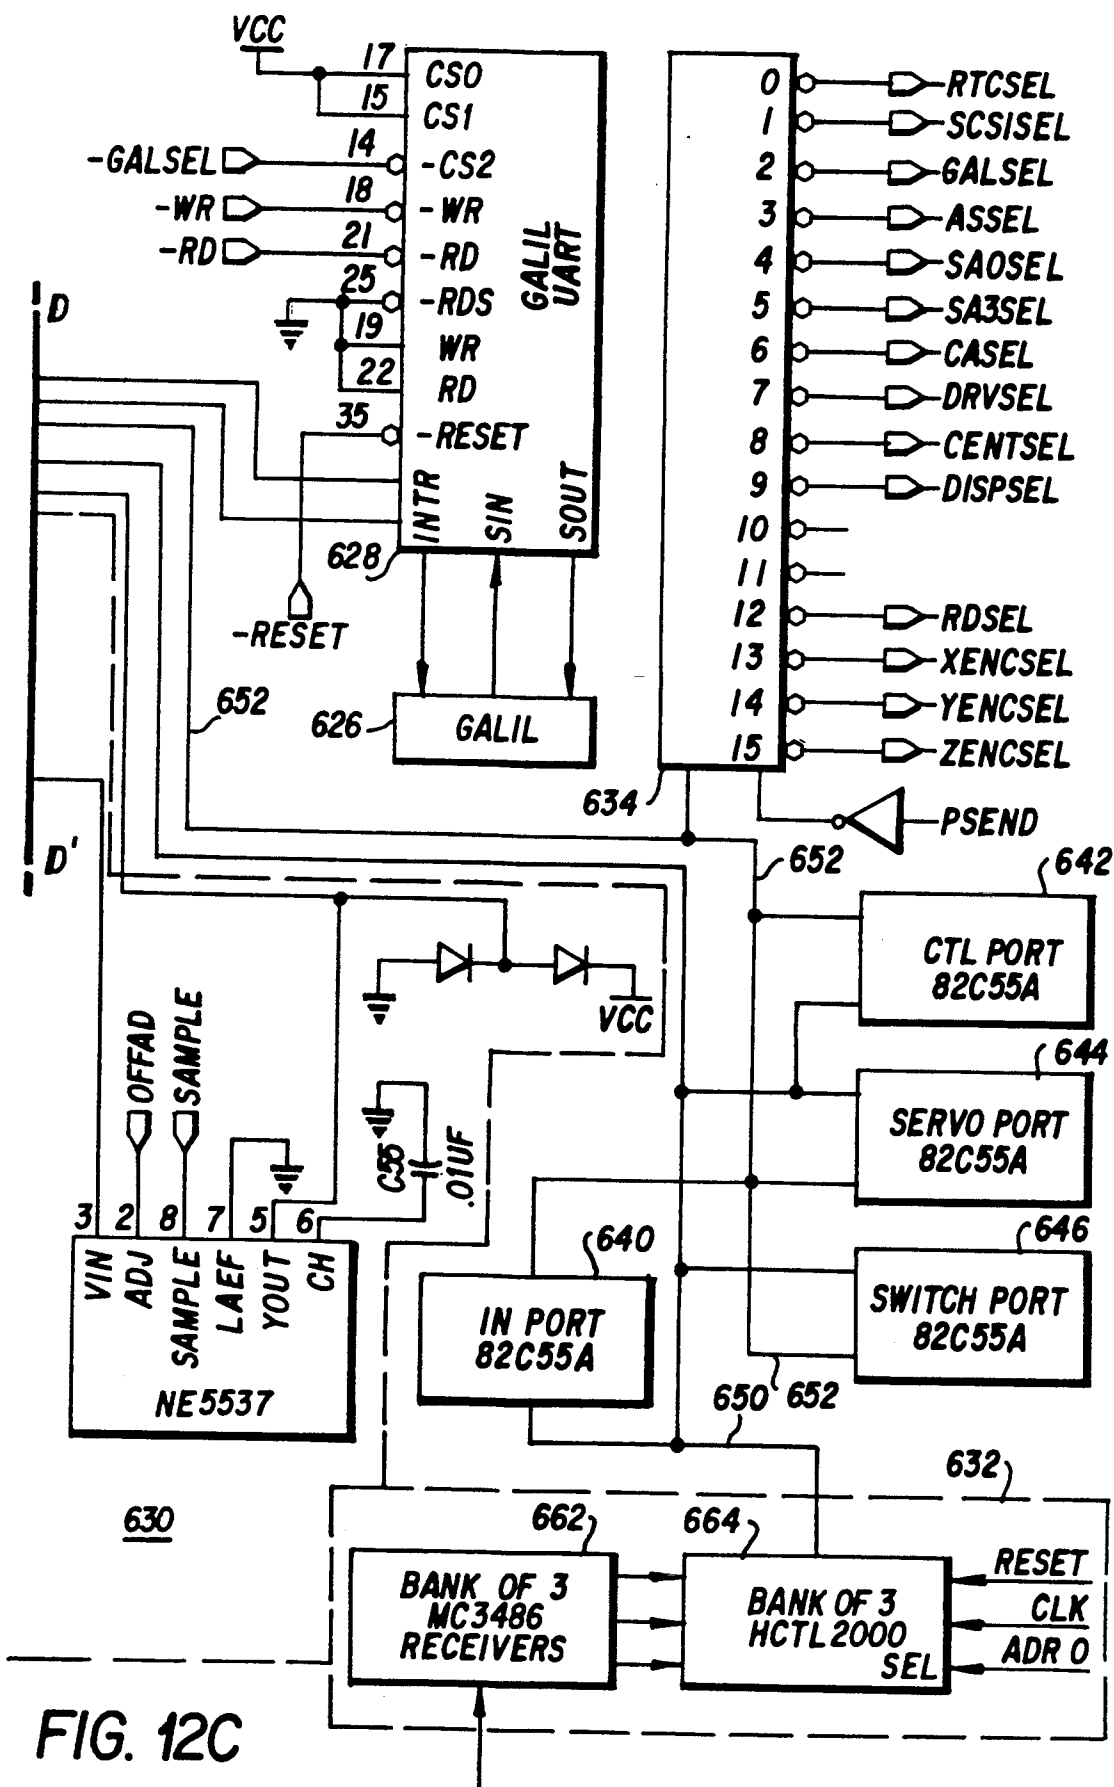 VCC
17 CS0
15 CS1
-GALSEL 14 -CS2
-WR 18 -WR
-RD 21 -RD
25 -RDS
19 WR
22 RD
35 -RESET
GALIL
UART
INTR
SIN
SOUT
628
-RESET
626
GALIL
652
D
D'
0 RTCSEL
1 SCSISEL
2 -GALSEL
3 ASSEL
4 SAOSEL
5 SA3SEL
6 CASEL
7 DRVSEL
8 CENTSEL
9 DISPSEL
10
11
12 RDSEL
13 XENCSEL
14 YENCSEL
15 ZENCSEL
634
PSEND
652
642
CTL PORT
82C55A
644
SERVO PORT
82C55A
646
SWITCH PORT
82C55A
652
650
640
IN PORT
82C55A
VCC
OFFAD
SAMPLE
C55
.01UF
3 2 8 7 5 6
VIN
ADJ
SAMPLE
LAEF
YOUT
CH
NE5537
630
632
662
BANK OF 3
MC3486
RECEIVERS
664
BANK OF 3
HCTL2000
SEL
RESET
CLK
ADR 0
FIG. 12C